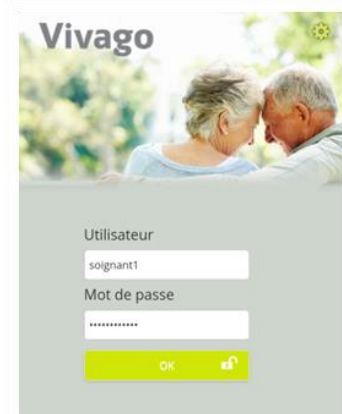 Vivago
Utilisateur
soignant1
Mot de passe
••••••••••••
OK